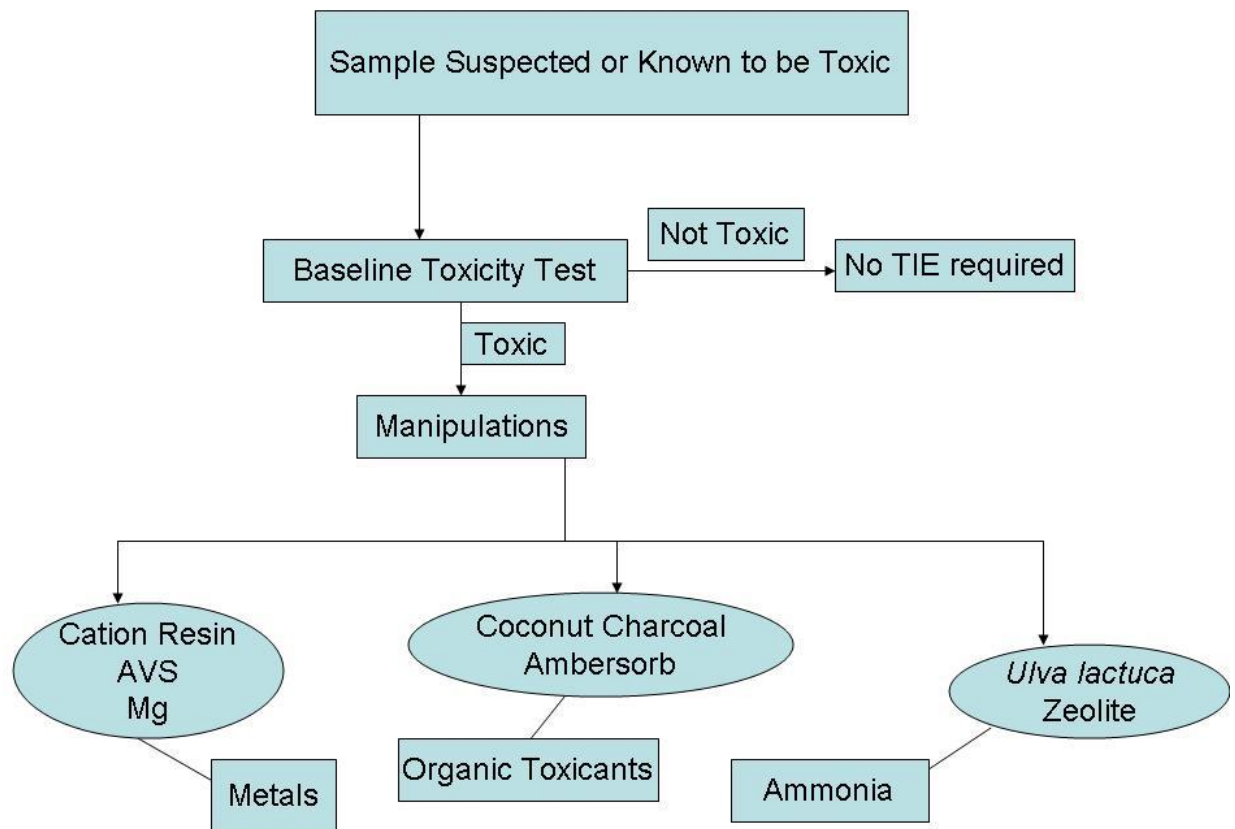 Sample Suspected or Known to be Toxic
Not Toxic
Baseline Toxicity Test
No TIE required
Toxic
Manipulations
Cation Resin
AVS
Mg
Coconut Charcoal
Ambersorb
Ulva lactuca
Zeolite
Metals
Organic Toxicants
Ammonia